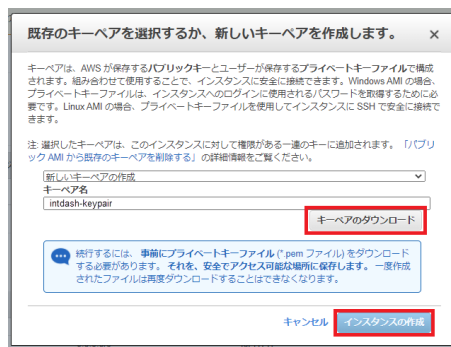 既存のキーペアを選択するか、新しいキーペアを作成します。 ×
キーペアは、AWS が保存するパブリックキーとユーザーが保存するプライベートキーファイルで構成
されます。組み合わせて使用することで、インスタンスに安全に接続できます。Windows AMI の場合、
プライベートキーファイルは、インスタンスへのログインに使用されるパスワードを取得するために必
要です。Linux AMI の場合、プライベートキーファイルを使用してインスタンスに SSH で安全に接続で
きます。
注: 選択したキーペアは、このインスタンスに対して権限がある一連のキーに追加されます。 「パブリ
ック AMI から既存のキーペアを削除する」 の詳細情報をご覧ください。
新しいキーペアの作成
キーペア名
intdash-keypair
キーペアのダウンロード
続行するには、 事前にプライベートキーファイル (*.pem ファイル) をダウンロード
する必要があります。 それを、安全でアクセス可能な場所に保存します。 一度作成
されたファイルは再度ダウンロードすることはできなくなります。
キャンセル インスタンスの作成